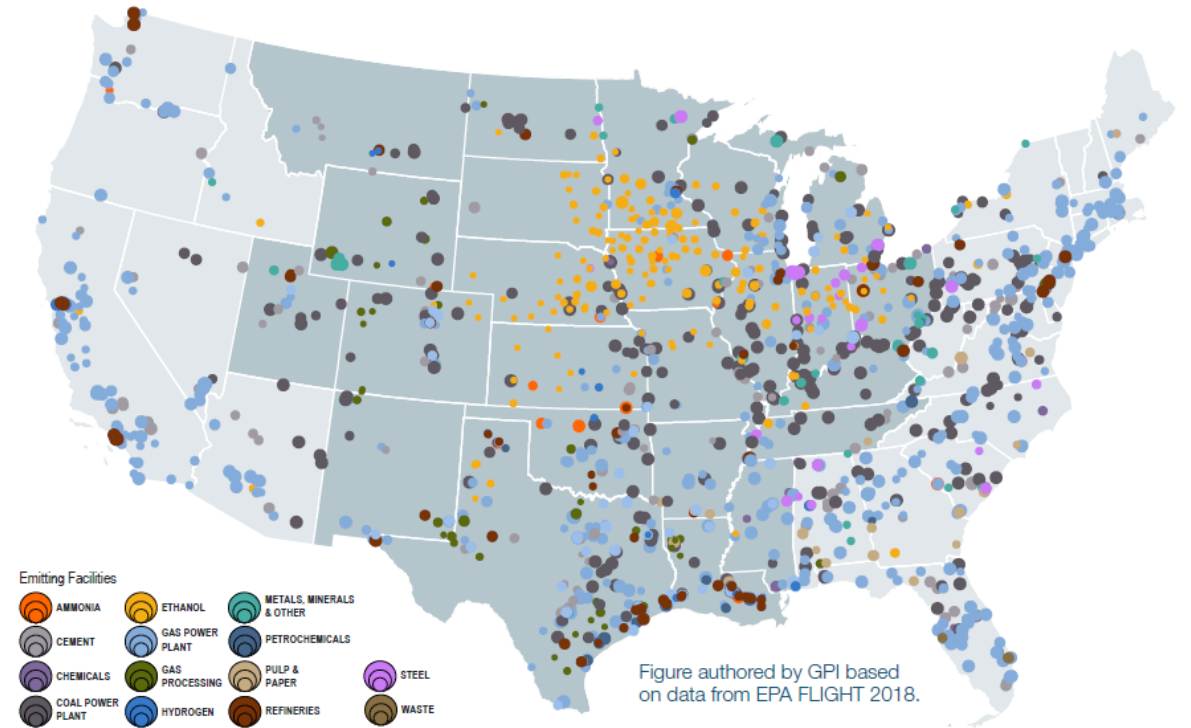 Emitting Facilities
AMMONIA
ETHANOL
METALS, MINERALS
& OTHER
CEMENT
GAS POWER
PLANT
PETROCHEMICALS
CHEMICALS
GAS
PROCESSING
PULP &
PAPER
STEEL
COAL POWER
PLANT
HYDROGEN
REFINERIES
WASTE
Figure authored by GPI based
on data from EPA FLIGHT 2018.